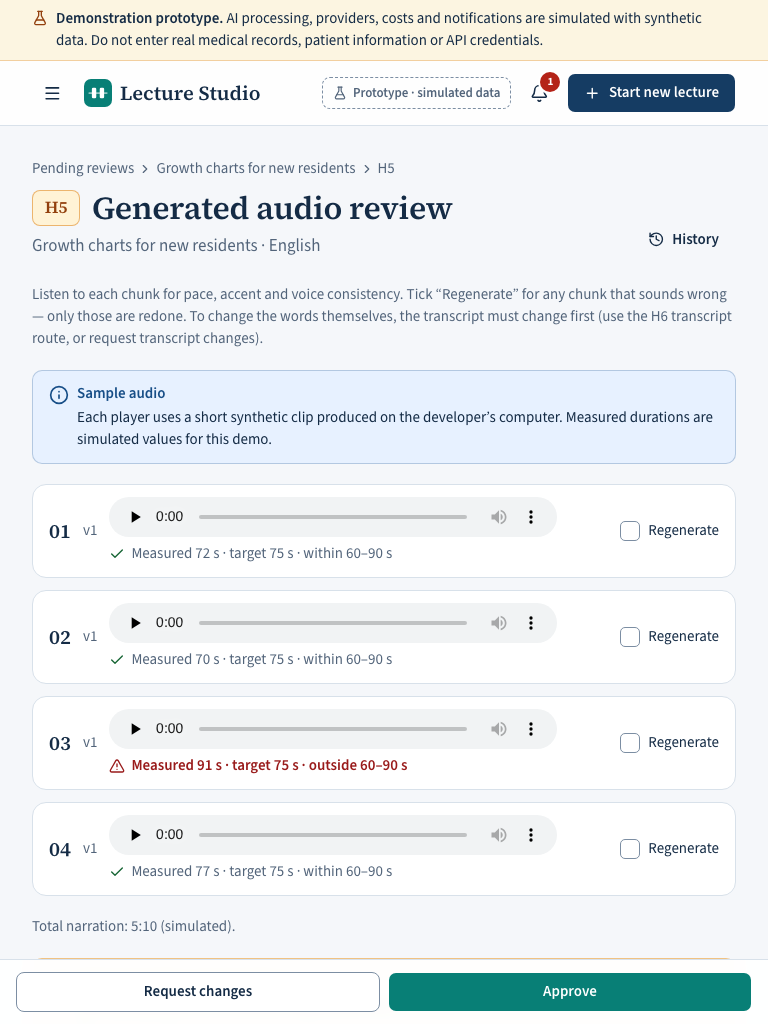 Demonstration prototype. AI processing, providers, costs and notifications are simulated with synthetic
data. Do not enter real medical records, patient information or API credentials.
Lecture Studio
Prototype · simulated data
1
Start new lecture
Pending reviews > Growth charts for new residents > H5
H5
Generated audio review
Growth charts for new residents · English
History
Listen to each chunk for pace, accent and voice consistency. Tick “Regenerate” for any chunk that sounds wrong
— only those are redone. To change the words themselves, the transcript must change first (use the H6 transcript
route, or request transcript changes).
Sample audio
Each player uses a short synthetic clip produced on the developer’s computer. Measured durations are
simulated values for this demo.
01 v1
0:00
Measured 72 s · target 75 s · within 60–90 s
Regenerate
02 v1
0:00
Measured 70 s · target 75 s · within 60–90 s
Regenerate
03 v1
0:00
Measured 91 s · target 75 s · outside 60–90 s
Regenerate
04 v1
0:00
Measured 77 s · target 75 s · within 60–90 s
Regenerate
Total narration: 5:10 (simulated).
Request changes
Approve